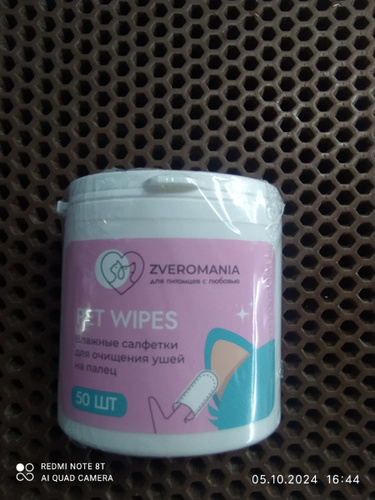 ZVEROMANIA
для питомцев с любовью
PET WIPES
Влажные салфетки
для очищения ушей
на палец
50 ШТ
REDMI NOTE 8T
AI QUAD CAMERA
05.10.2024 16:44